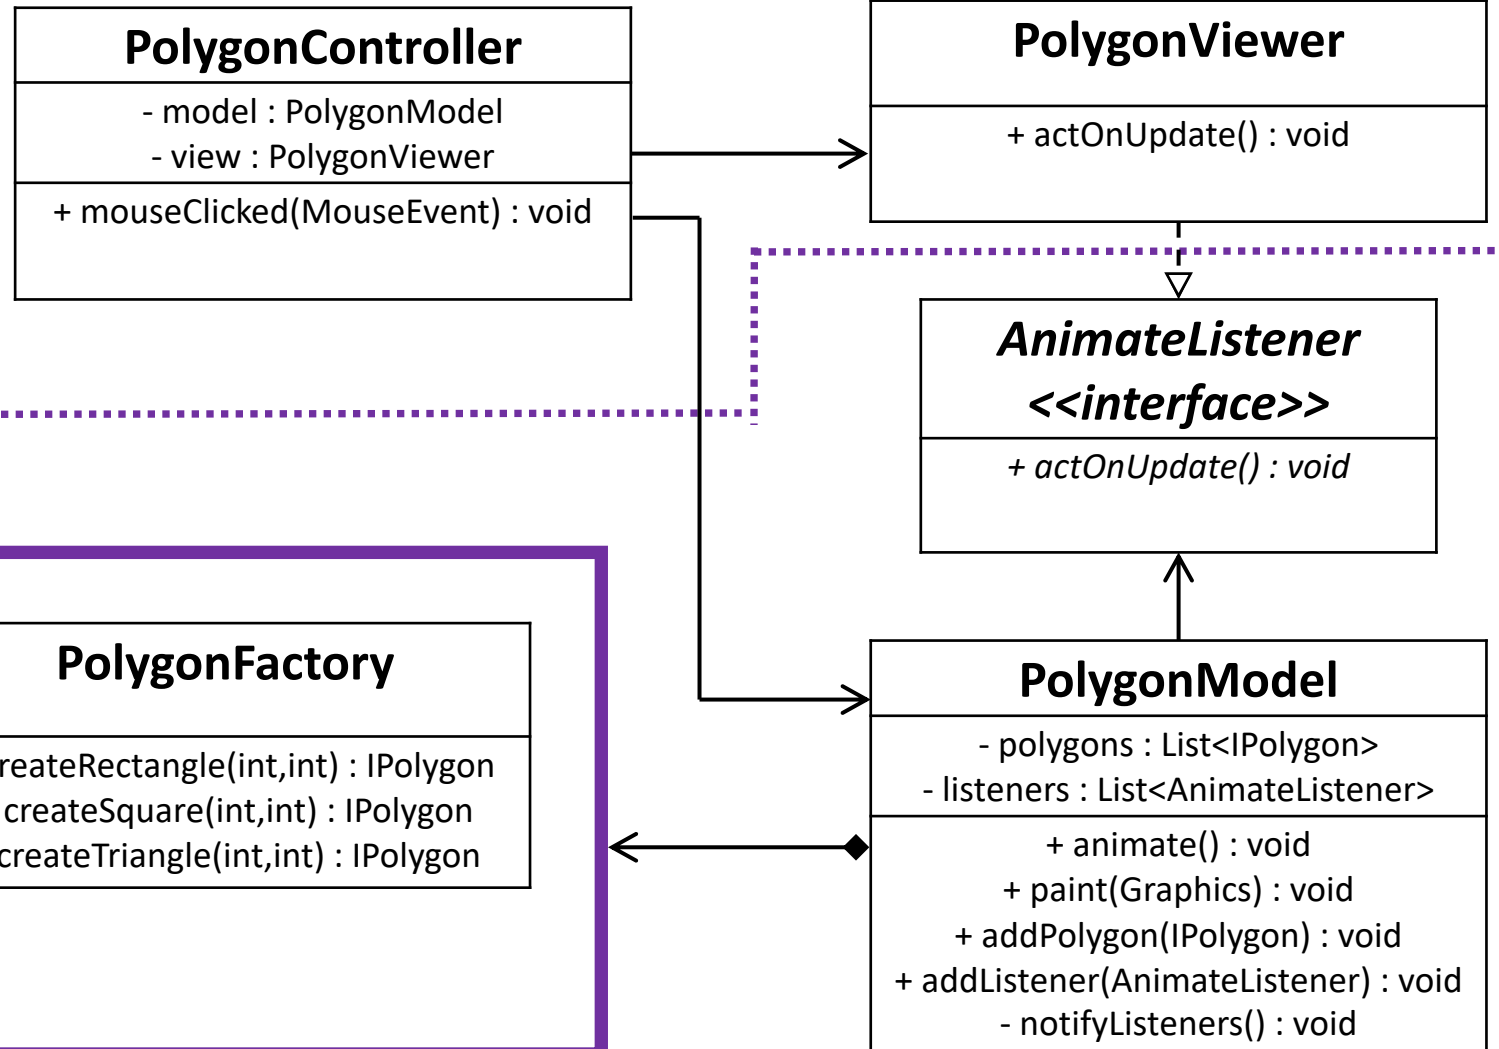 PolygonController
- model : PolygonModel
- view : PolygonViewer
+ mouseClicked(MouseEvent) : void
PolygonViewer
+ actOnUpdate() : void
AnimateListener
<<interface>>
+ actOnUpdate() : void
PolygonFactory
reateRectangle(int,int) : IPolygon
createSquare(int,int) : IPolygon
createTriangle(int,int) : IPolygon
PolygonModel
- polygons : List<IPolygon>
- listeners : List<AnimateListener>
+ animate() : void
+ paint(Graphics) : void
+ addPolygon(IPolygon) : void
+ addListener(AnimateListener) : void
- notifyListeners() : void